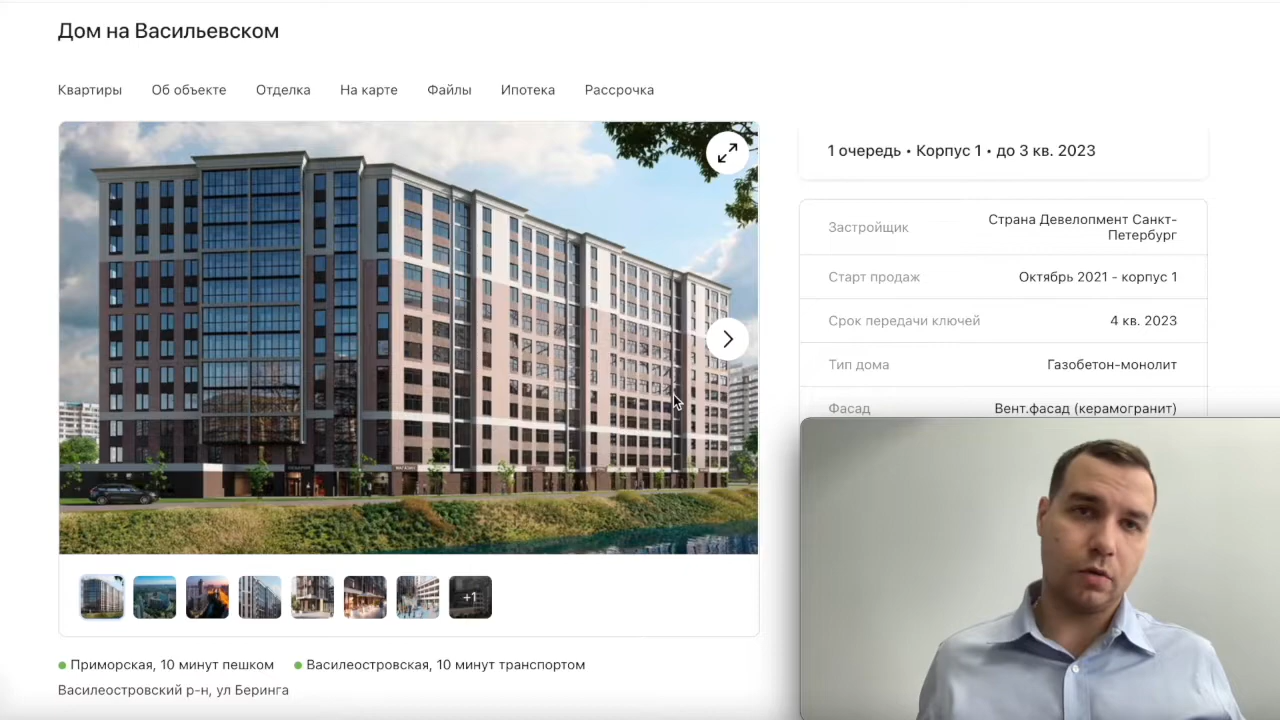 Дом на Васильевском
Квартиры Об объекте Отделка На карте Файлы Ипотека Рассрочка
1 очередь • Корпус 1 • до 3 кв. 2023
Застройщик Страна Девелопмент Санкт-
Петербург
Старт продаж Октябрь 2021 - корпус 1
Срок передачи ключей 4 кв. 2023
Тип дома Газобетон-монолит
Фасад Вент.фасад (керамогранит)
+1
Приморская, 10 минут пешком Василеостровская, 10 минут транспортом
Василеостровский р-н, ул Беринга